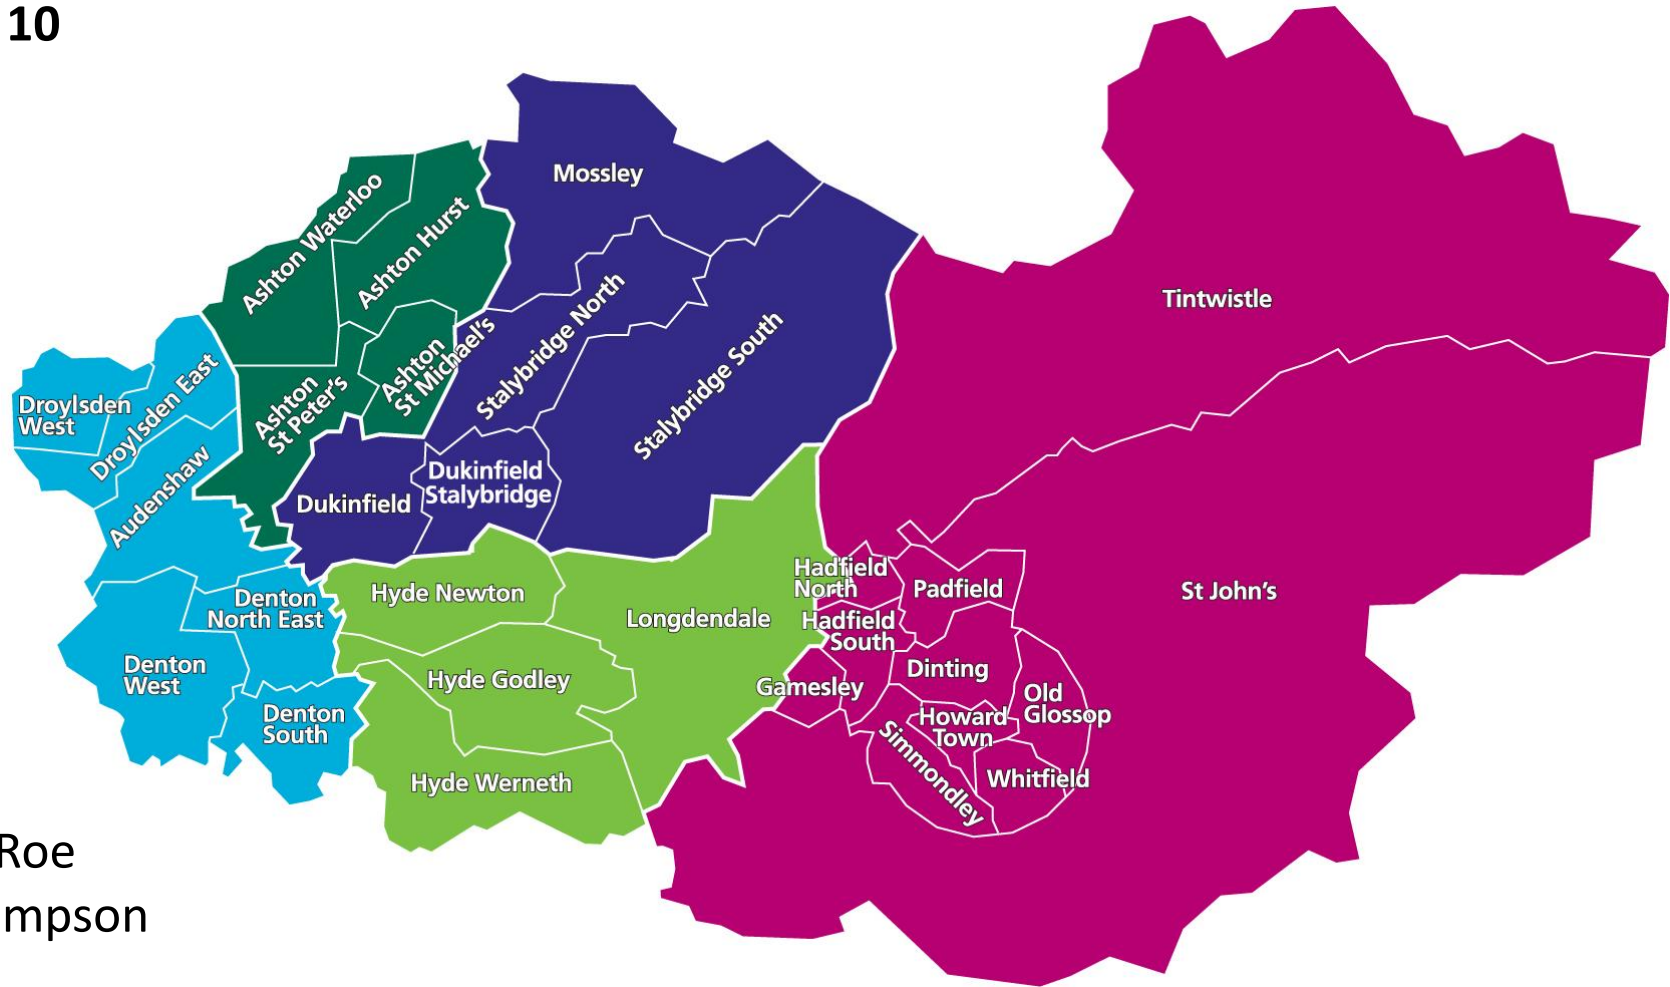 10
Mossley
Ashton Waterloo
Ashton Hurst
Tintwistle
Stalybridge North
Stalybridge South
Ashton
St Michael's
Ashton
St Peter's
Droylsden
West
Droylsden East
Audenshaw
Dukinfield
Dukinfield
Stalybridge
Hadfield
North
Padfield
St John's
Hyde Newton
Denton
North East
Longdendale
Hadfield
South
Denton
West
Hyde Godley
Dinting
Gamesley
Old
Glossop
Denton
South
Howard
Town
Simmondley
Whitfield
Hyde Werneth
Roe
mpson